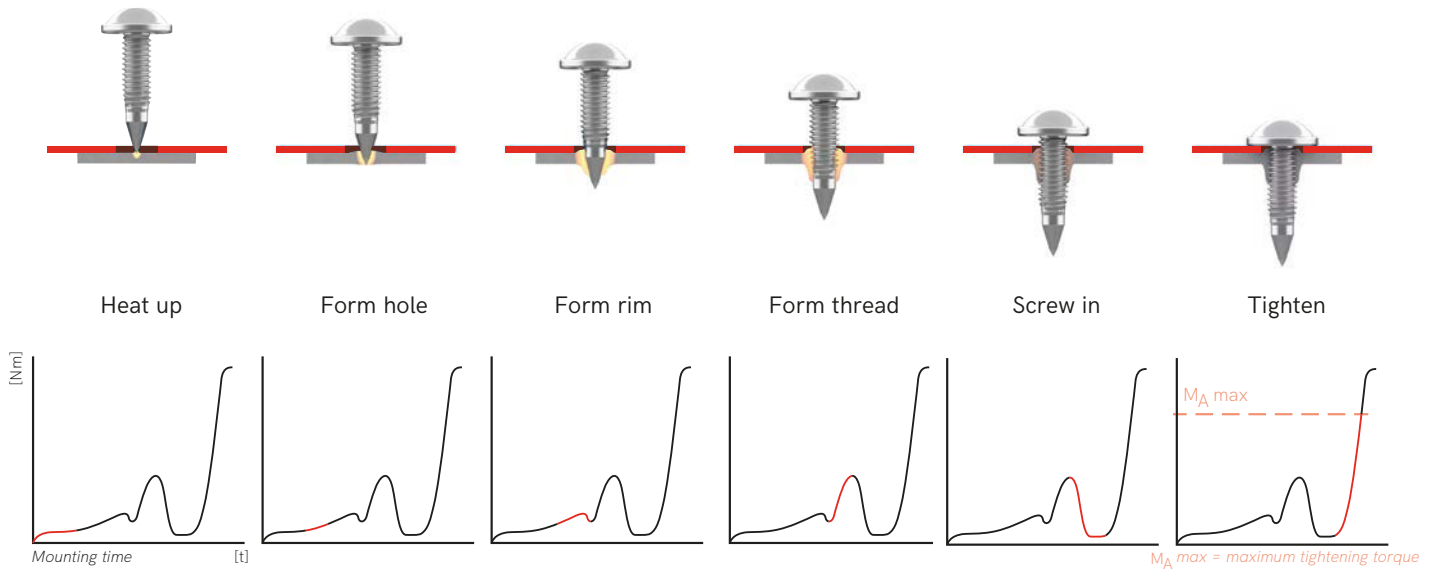 Heat up
Form hole
Form rim
Form thread
Screw in
Tighten
[Nm]
MA max
Mounting time
[t]
MA max = maximum tightening torque